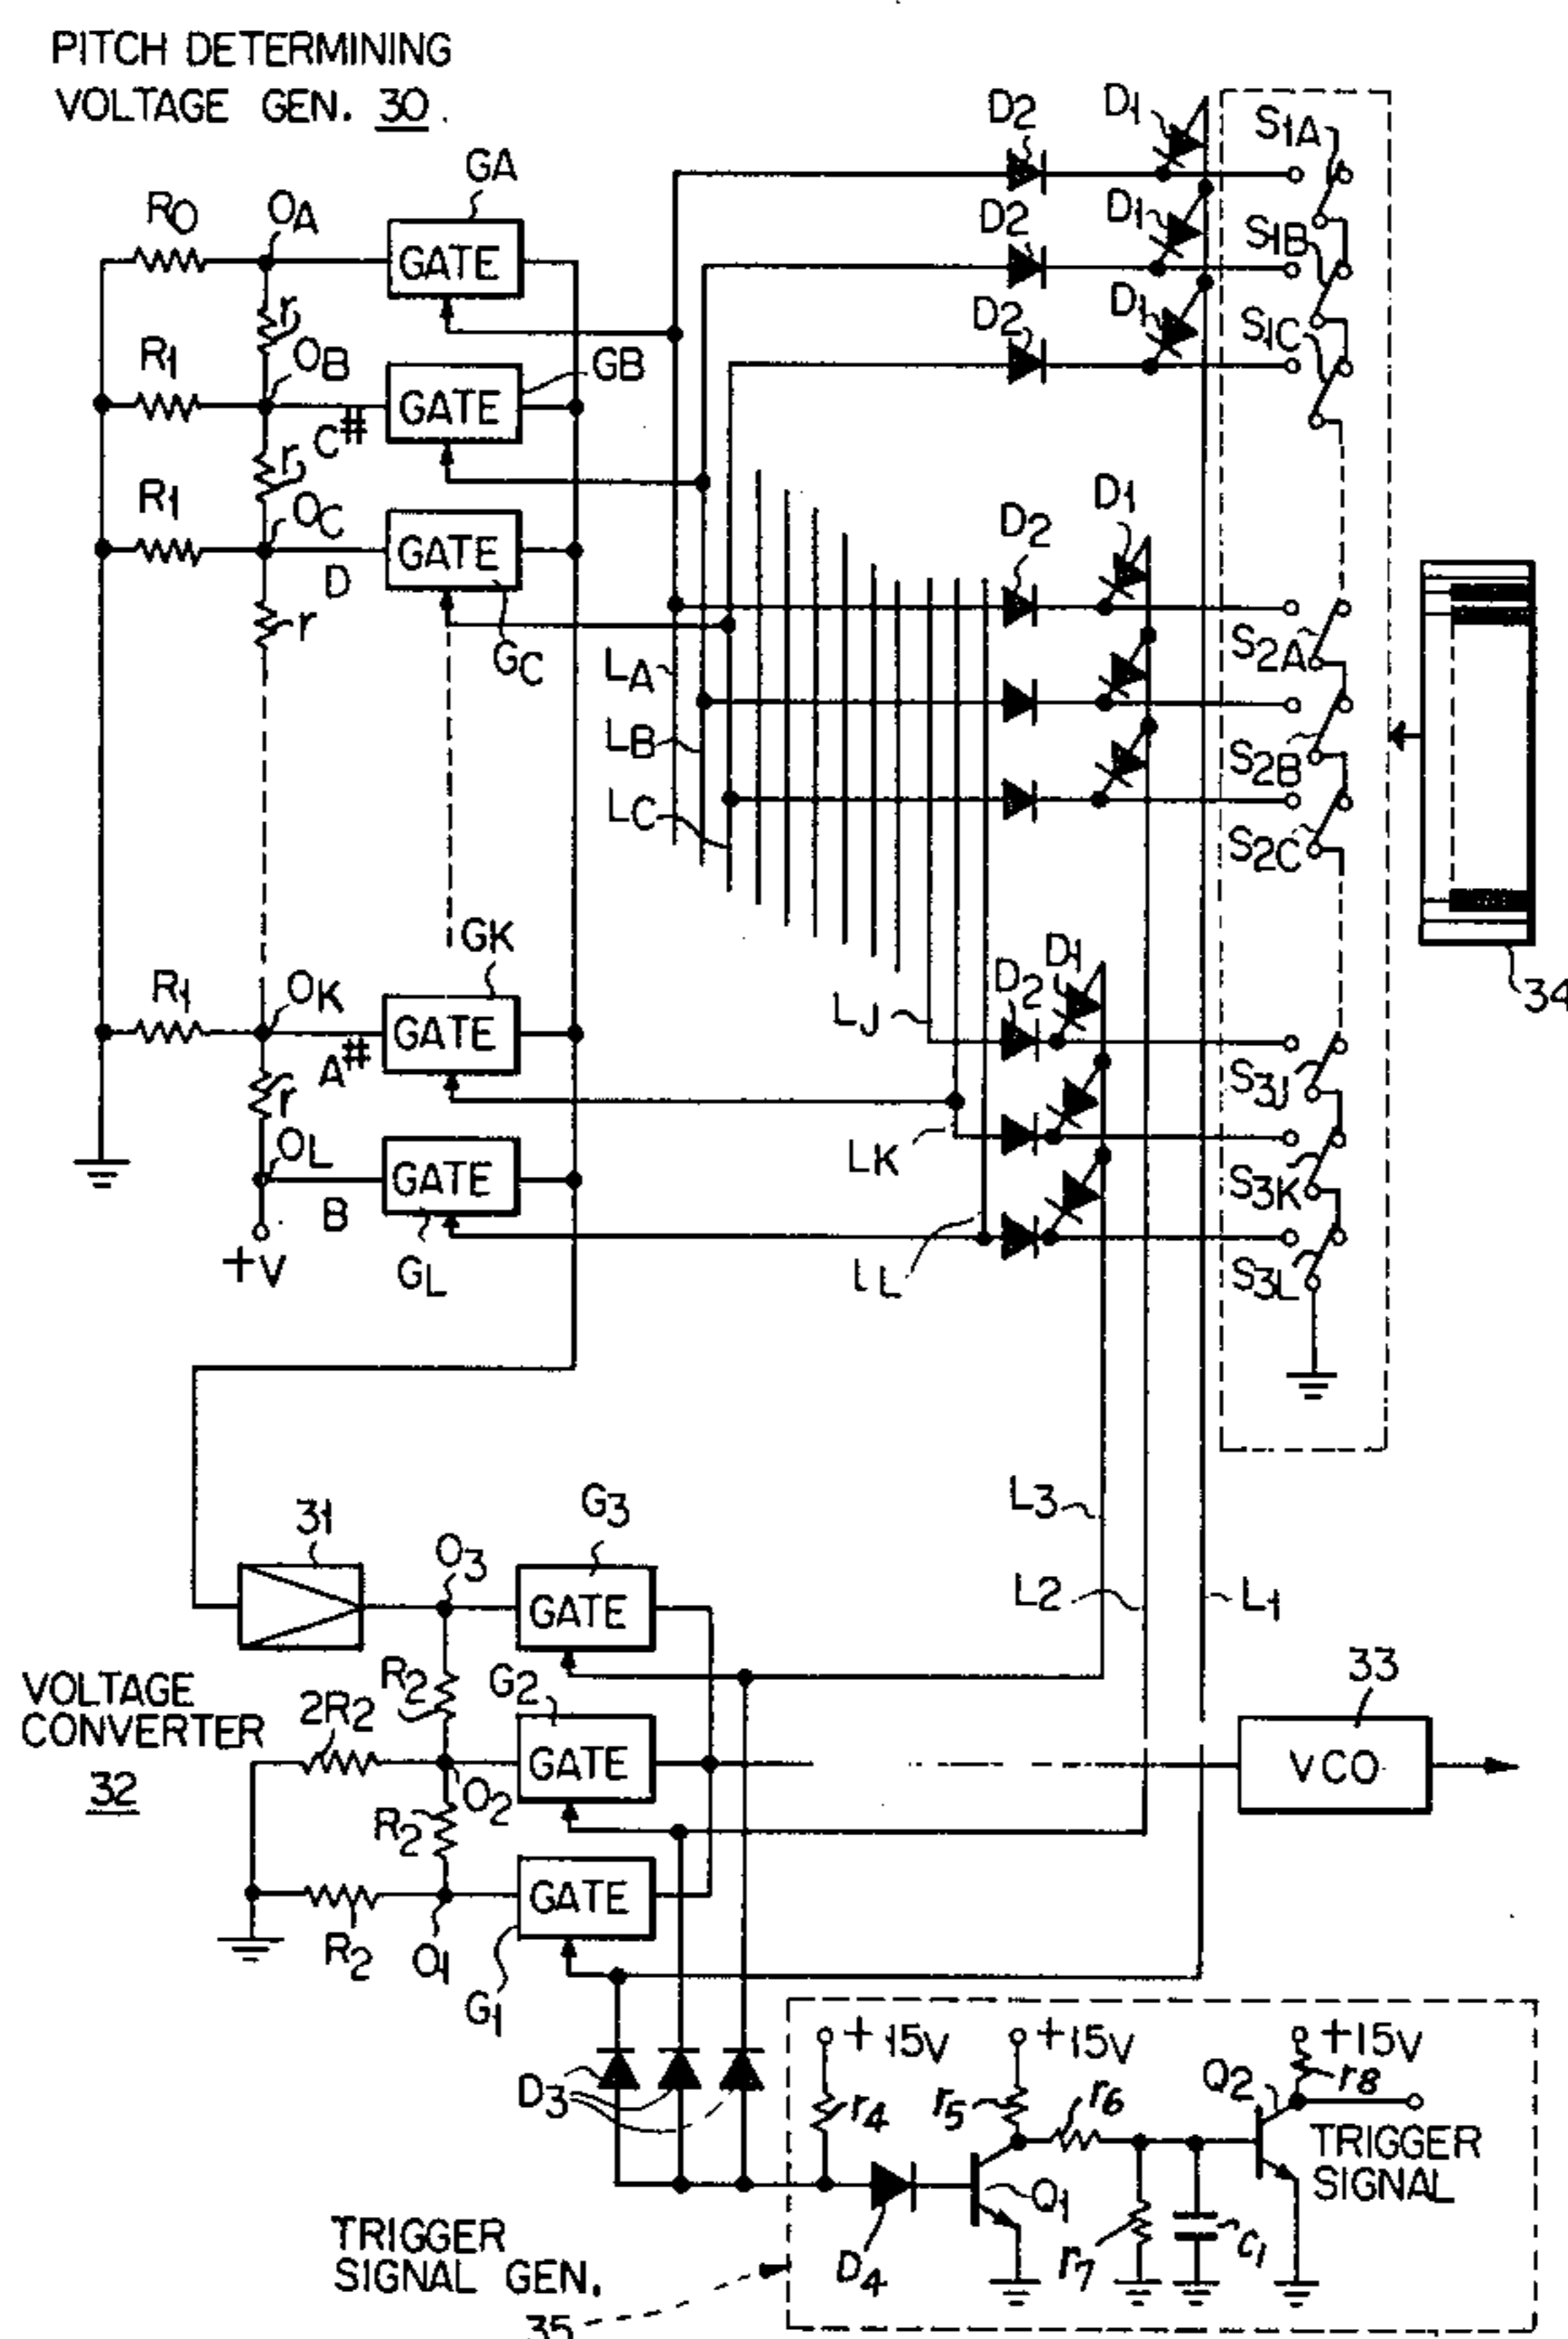 PITCH DETERMINING
VOLTAGE GEN. 30.
D2
D1
S1A
GA
R0
OA
GATE
D2
D1
S1B
r
D2
D1
S1C
R1
OB
GB
C#
GATE
r
R1
OC
D2
D1
D
GATE
r
GC
LA
S2A
LB
S2B
LC
S2C
GK
D2
D1
R1
OK
LJ
34
A#
GATE
S3J
r
OL
LK
S3K
B
GATE
+V
GL
LL
S3L
L3
G3
31
O3
L2
L1
GATE
VOLTAGE
CONVERTER
32
R2
G2
33
2R2
GATE
VCO
O2
R2
GATE
R2
O1
G1
+15V
+15V
+15V
D3
r4
r5
r6
Q2
r8
TRIGGER
SIGNAL
Q1
D4
r7
C1
TRIGGER
SIGNAL GEN.
35